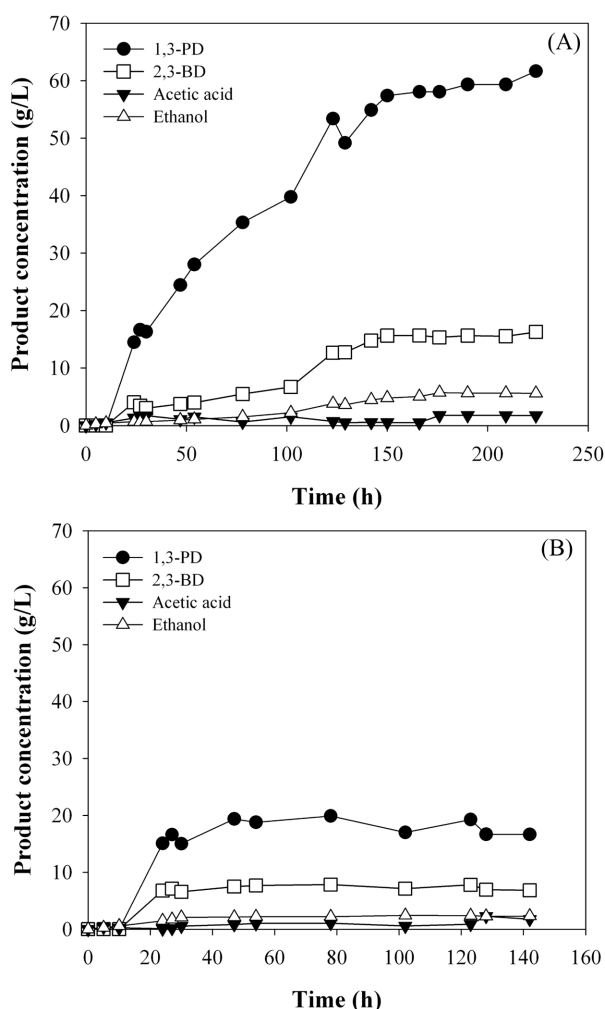 70
60
50
40
30
20
10
0
Product concentration (g/L)
1,3-PD
2,3-BD
Acetic acid
Ethanol
(A)
0 50 100 150 200 250
Time (h)
70
60
50
40
30
20
10
0
Product concentration (g/L)
1,3-PD
2,3-BD
Acetic acid
Ethanol
(B)
0 20 40 60 80 100 120 140 160
Time (h)